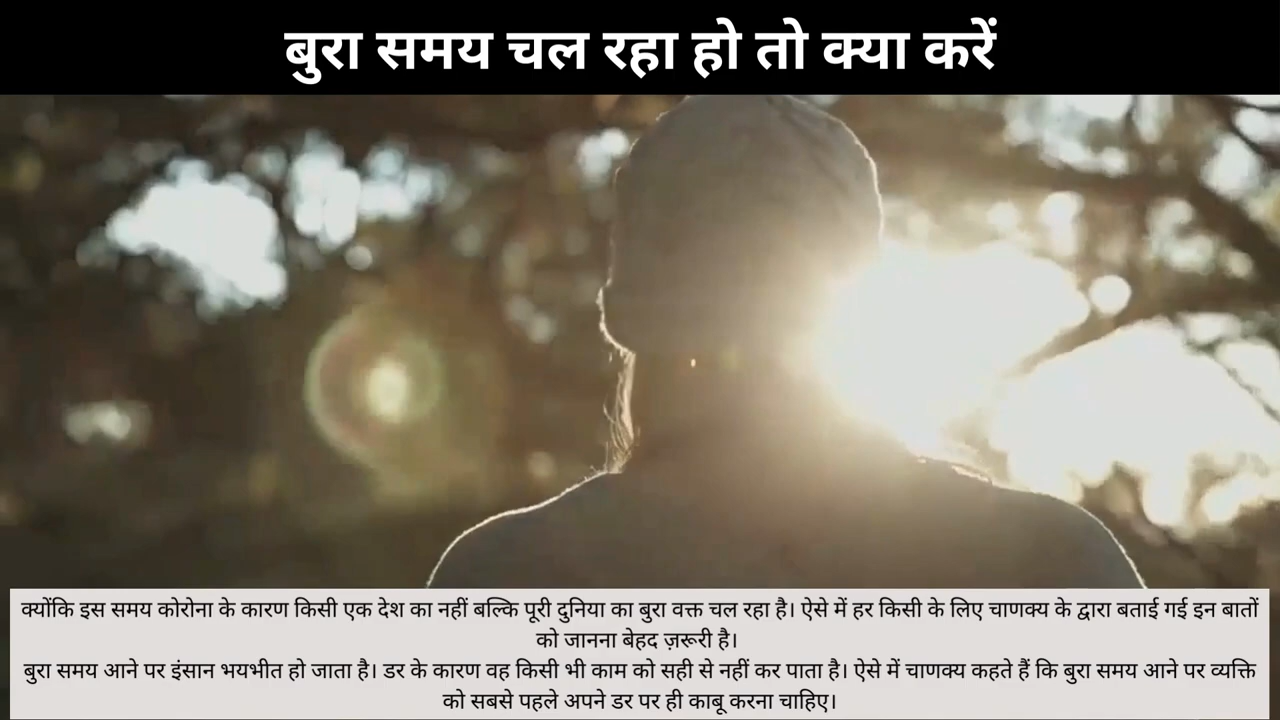 बुरा समय चल रहा हो तो क्या करें
क्योंकि इस समय कोरोना के कारण किसी एक देश का नहीं बल्कि पूरी दुनिया का बुरा वक्त चल रहा है। ऐसे में हर किसी के लिए चाणक्य के द्वारा बताई गई इन बातों
को जानना बेहद ज़रूरी है।
बुरा समय आने पर इंसान भयभीत हो जाता है। डर के कारण वह किसी भी काम को सही से नहीं कर पाता है। ऐसे में चाणक्य कहते हैं कि बुरा समय आने पर व्यक्ति
को सबसे पहले अपने डर पर ही काबू करना चाहिए।